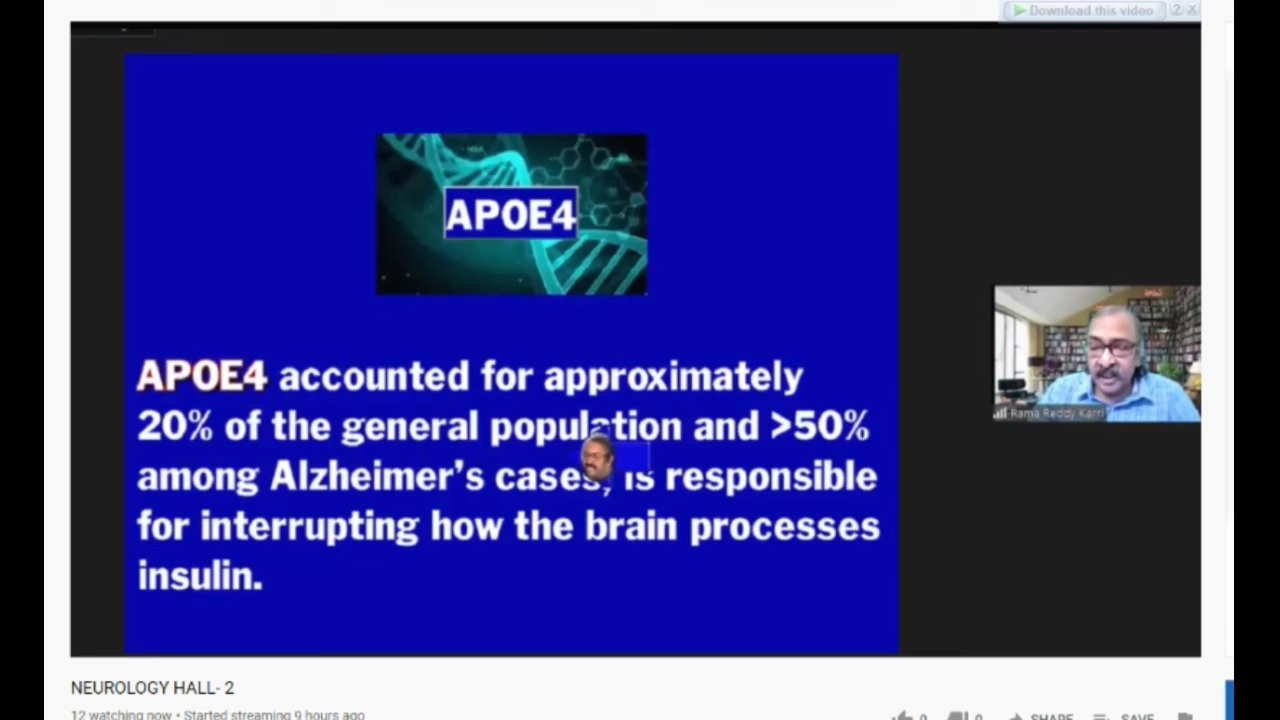 Download this video ? x
APOE4
APOE4 accounted for approximately
20% of the general population and >50%
among Alzheimer's cases, is responsible
for interrupting how the brain processes
insulin.
Rama Reddy Karri
NEUROLOGY HALL- 2
12 watching now • Started streaming 9 hours ago
0 0 SHARE SAVE